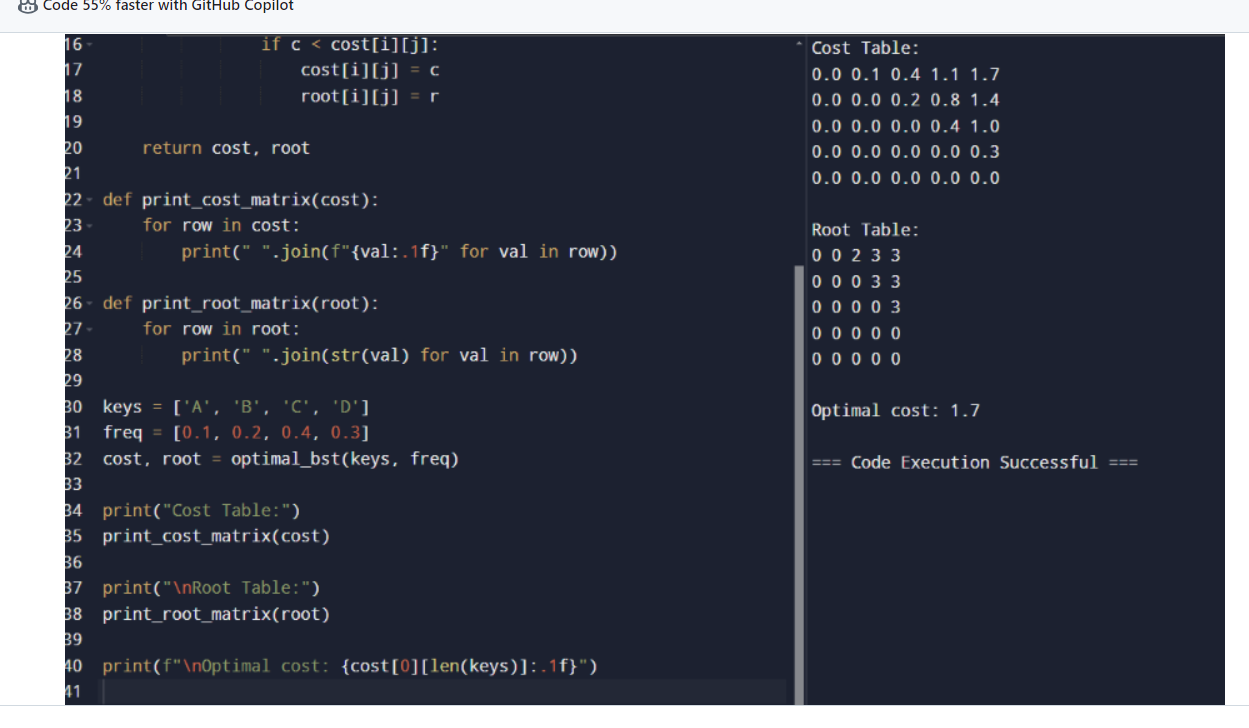 Code 55% faster with GitHub Copilot
16 if c < cost[i][j]:
17 cost[i][j] = c
18 root[i][j] = r
19
20 return cost, root
21
22 def print_cost_matrix(cost):
23 for row in cost:
24 print(" ".join(f"{val:.1f}" for val in row))
25
26 def print_root_matrix(root):
27 for row in root:
28 print(" ".join(str(val) for val in row))
29
30 keys = ['A', 'B', 'C', 'D']
31 freq = [0.1, 0.2, 0.4, 0.3]
32 cost, root = optimal_bst(keys, freq)
33
34 print("Cost Table:")
35 print_cost_matrix(cost)
36
37 print("\nRoot Table:")
38 print_root_matrix(root)
39
40 print(f"\nOptimal cost: {cost[0][len(keys)]:.1f}")
41
Cost Table:
0.0 0.1 0.4 1.1 1.7
0.0 0.0 0.2 0.8 1.4
0.0 0.0 0.0 0.4 1.0
0.0 0.0 0.0 0.0 0.3
0.0 0.0 0.0 0.0 0.0
Root Table:
0 0 2 3 3
0 0 0 3 3
0 0 0 0 3
0 0 0 0 0
0 0 0 0 0
Optimal cost: 1.7
=== Code Execution Successful ===